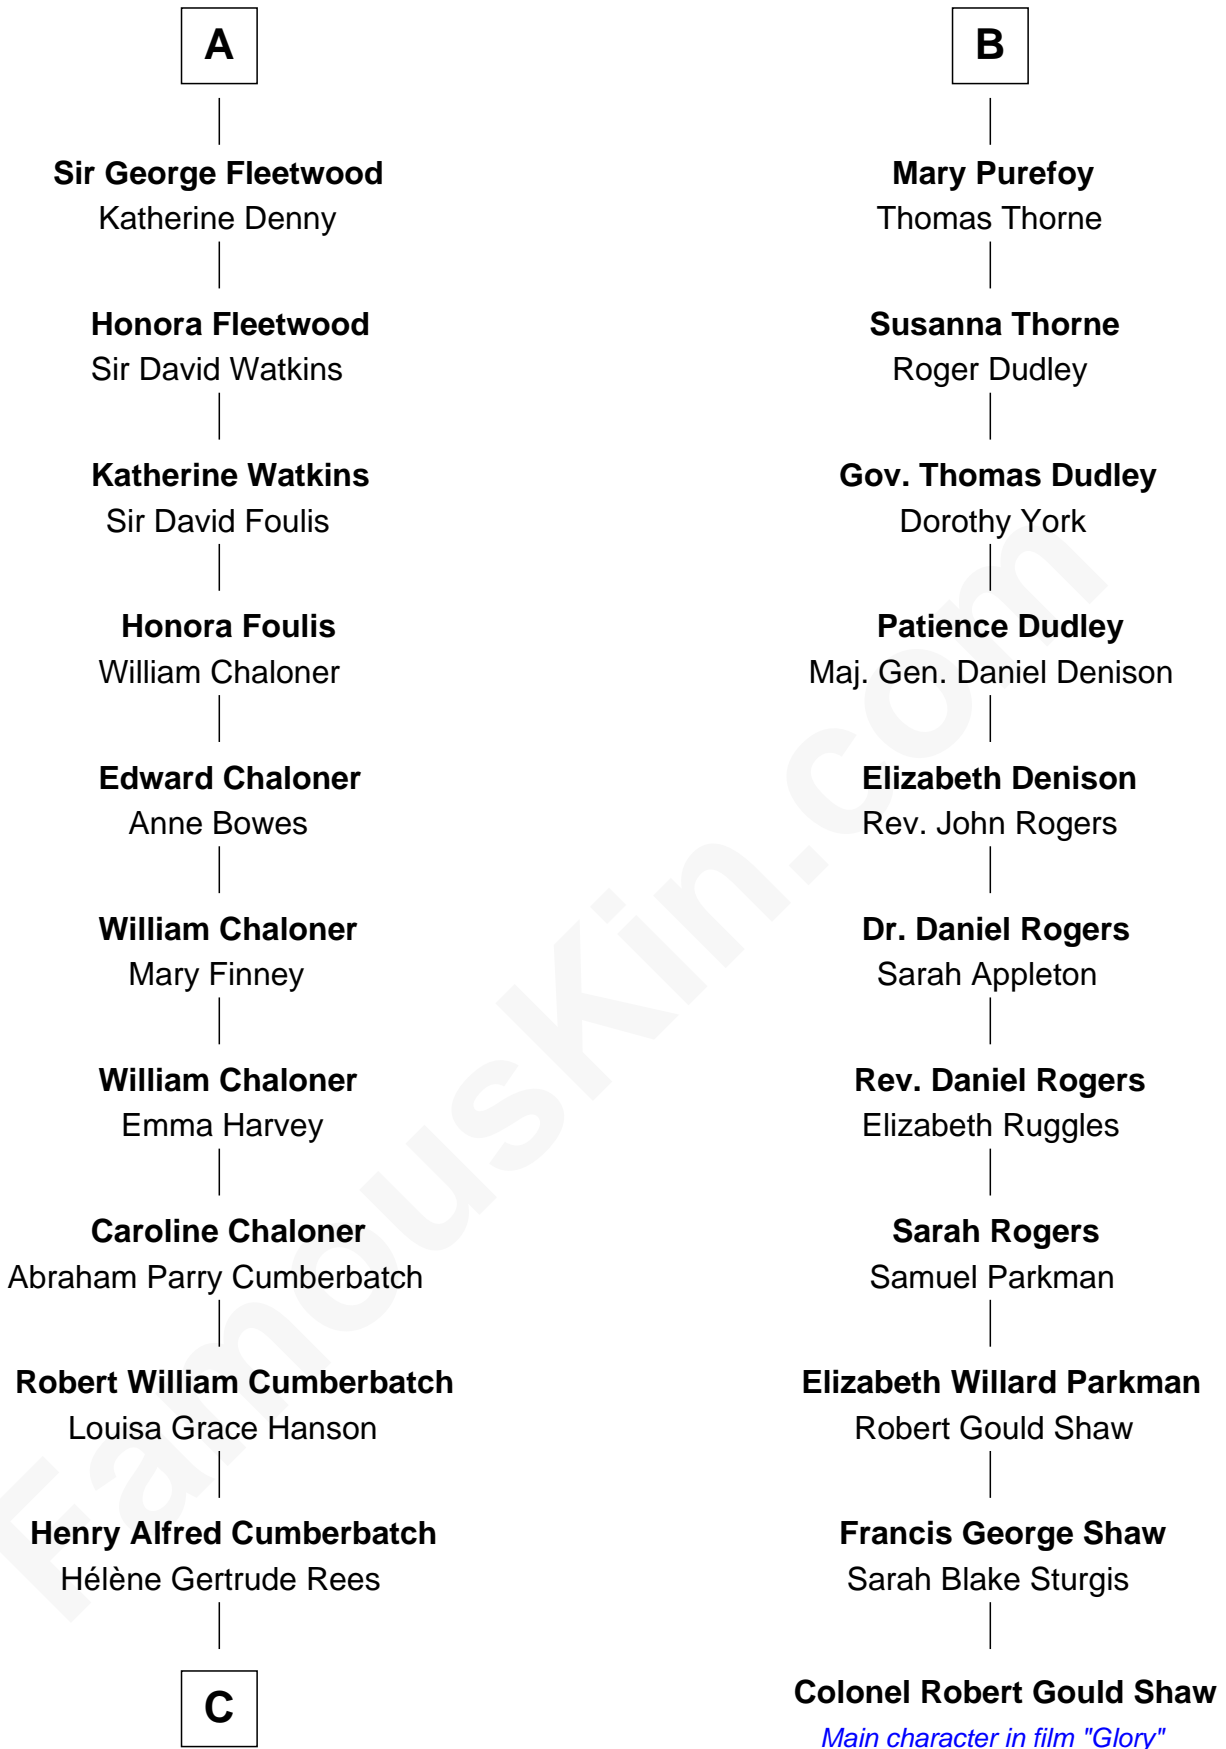 A
Sir George Fleetwood
Katherine Denny
Honora Fleetwood
Sir David Watkins
Katherine Watkins
Sir David Foulis
Honora Foulis
William Chaloner
Edward Chaloner
Anne Bowes
William Chaloner
Mary Finney
William Chaloner
Emma Harvey
Caroline Chaloner
Abraham Parry Cumberbatch
Robert William Cumberbatch
Louisa Grace Hanson
Henry Alfred Cumberbatch
Hélène Gertrude Rees
C
B
Mary Purefoy
Thomas Thorne
Susanna Thorne
Roger Dudley
Gov. Thomas Dudley
Dorothy York
Patience Dudley
Maj. Gen. Daniel Denison
Elizabeth Denison
Rev. John Rogers
Dr. Daniel Rogers
Sarah Appleton
Rev. Daniel Rogers
Elizabeth Ruggles
Sarah Rogers
Samuel Parkman
Elizabeth Willard Parkman
Robert Gould Shaw
Francis George Shaw
Sarah Blake Sturgis
Colonel Robert Gould Shaw
Main character in film "Glory"
FamousKin.com